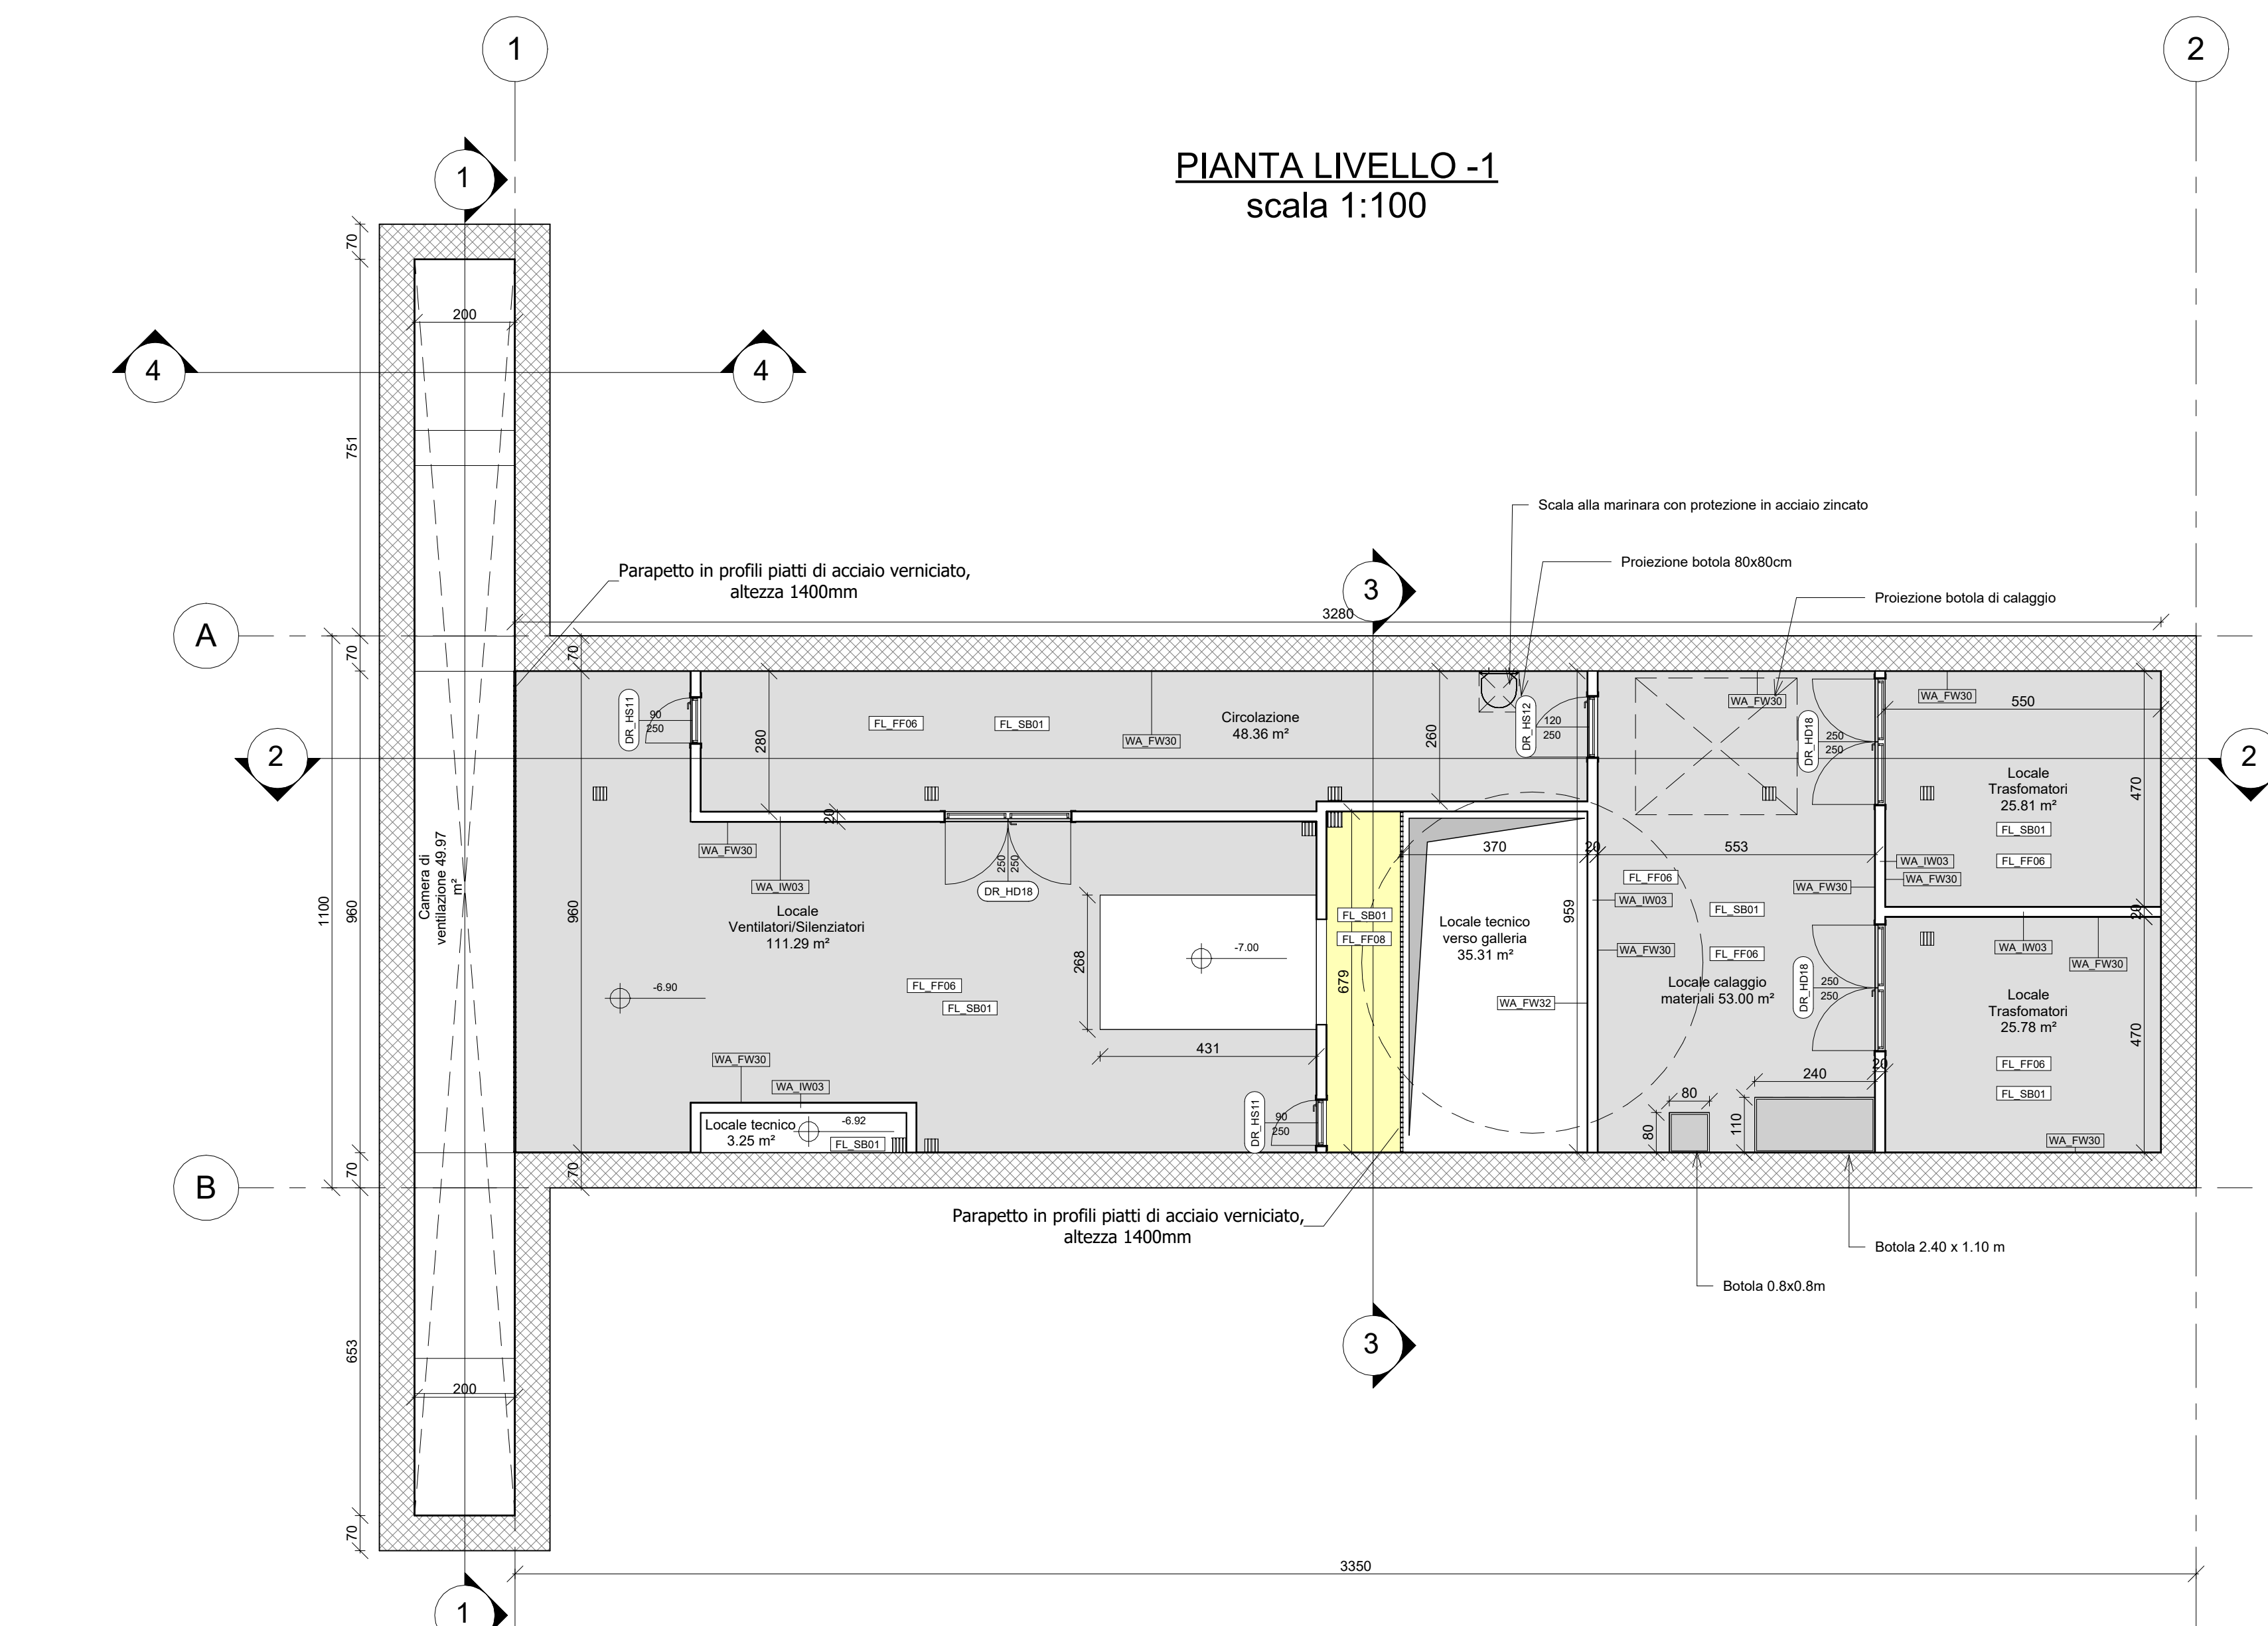 1
2
PIANTA LIVELLO -1
scala 1:100
1
70
200
4
4
751
Scala alla marinara con protezione in acciaio zincato
Proiezione botola 80x80cm
Parapetto in profili piatti di acciaio verniciato,
altezza 1400mm
3
Proiezione botola di calaggio
3280
A
70
70
DR_HS11
90
250
280
FL_FF06
FL_SB01
WA_FW30
Circolazione
48.36 m²
260
DR_HS12
120
250
WA_FW30
DR_HD18
250
250
WA_FW30
550
2
2
Locale
Trasfomatori
25.81 m²
470
FL_SB01
FL_FF06
20
WA_FW30
WA_IW03
250
250
DR_HD18
370
20
553
WA_IW03
WA_FW30
WA_FW30
Camera di
ventilazione 49.97
m²
1100
960
960
Locale
Ventilatori/Silenziatori
111.29 m²
268
-7.00
-6.90
FL_FF06
FL_SB01
FL_SB01
FL_FF08
679
Locale tecnico
verso galleria
35.31 m²
959
WA_FW32
FL_FF06
WA_IW03
FL_SB01
WA_FW30
FL_FF06
Locale calaggio
materiali 53.00 m²
DR_HD18
250
250
20
WA_IW03
WA_FW30
Locale
Trasfomatori
25.78 m²
470
FL_FF06
FL_SB01
WA_FW30
431
WA_FW30
WA_IW03
Locale tecnico
3.25 m²
-6.92
FL_SB01
DR_HS11
90
250
80
80
240
110
20
70
70
B
Parapetto in profili piatti di acciaio verniciato,
altezza 1400mm
Botola 2.40 x 1.10 m
Botola 0.8x0.8m
3
653
200
70
3350
1